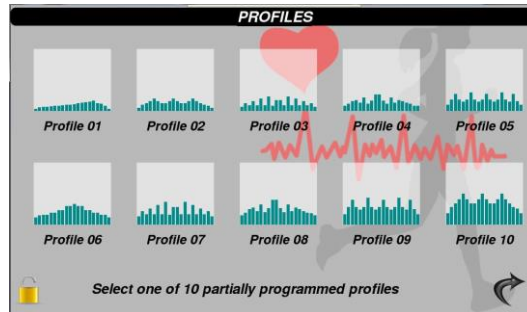 PROFILES
Profile 01 Profile 02 Profile 03 Profile 04 Profile 05
Profile 06 Profile 07 Profile 08 Profile 09 Profile 10
Select one of 10 partially programmed profiles